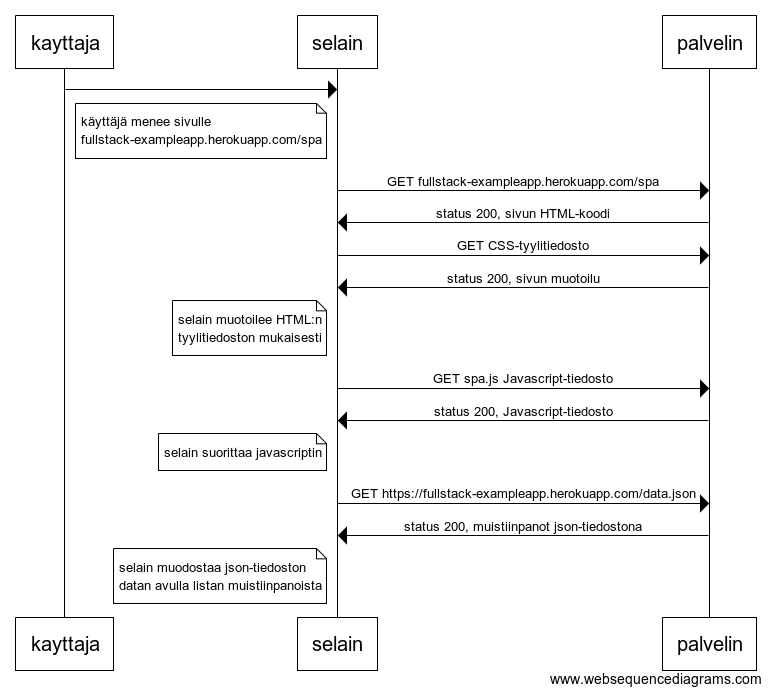 kayttaja
selain
palvelin
käyttäjä menee sivulle
fullstack-exampleapp.herokuapp.com/spa
GET fullstack-exampleapp.herokuapp.com/spa
status 200, sivun HTML-koodi
GET CSS-tyylitiedosto
status 200, sivun muotoilu
selain muotoilee HTML:n
tyylitiedoston mukaisesti
GET spa.js Javascript-tiedosto
status 200, Javascript-tiedosto
selain suorittaa javascriptin
GET https://fullstack-exampleapp.herokuapp.com/data.json
status 200, muistiinpanot json-tiedostona
selain muodostaa json-tiedoston
datan avulla listan muistiinpanoista
kayttaja
selain
palvelin
www.websequencediagrams.com